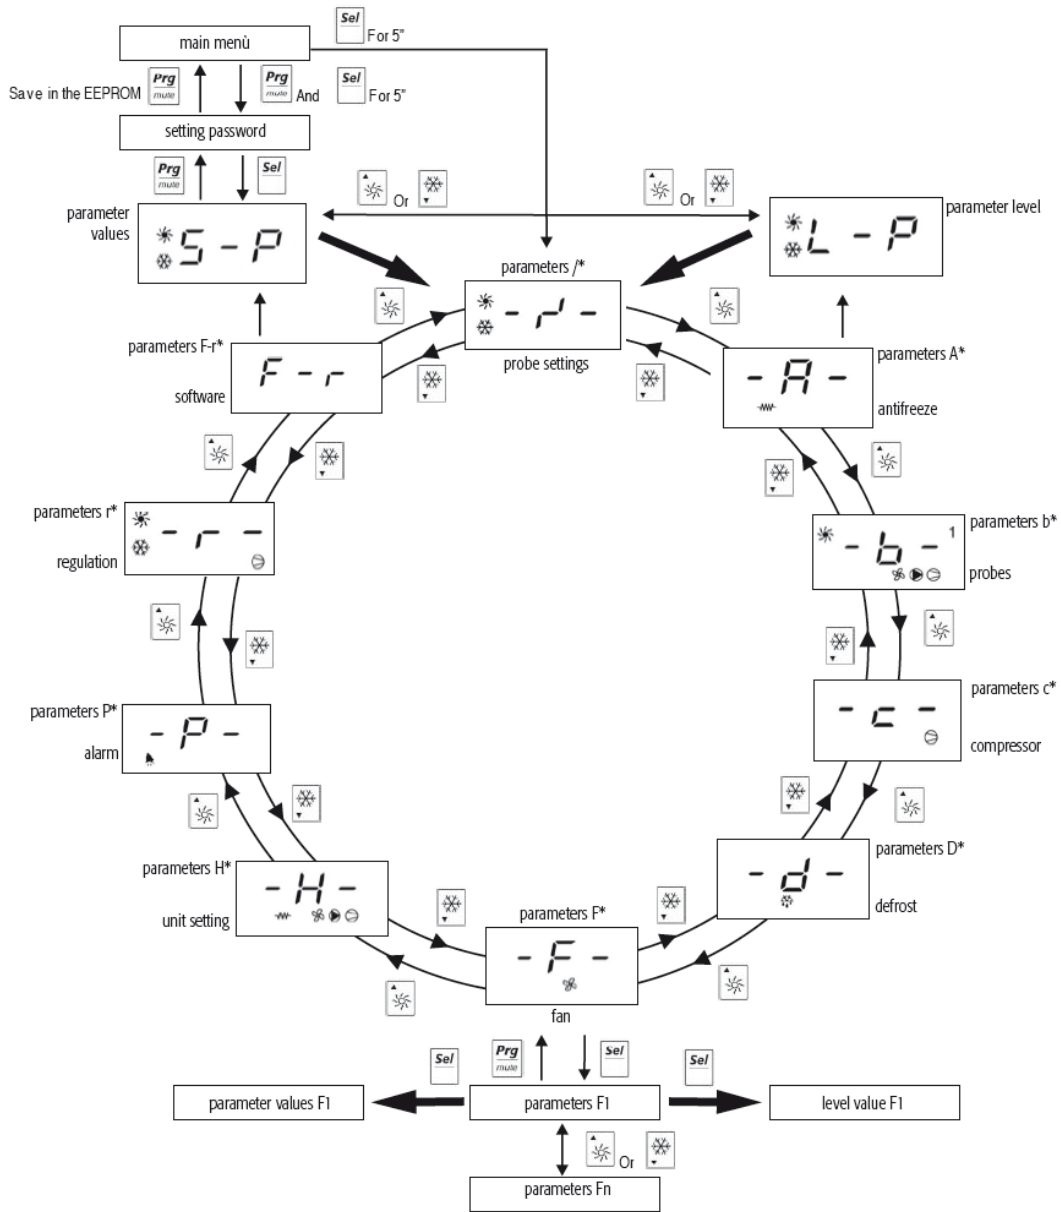 Sel
For 5"
main menù
Save in the EEPROM
Prg
mute
Prg
mute
And
Sel
For 5"
setting password
Prg
mute
Sel
parameter
values
S-P
Or
Or
parameter level
L-P
parameters /*
-/-
probe settings
parameters F-r*
F-r
software
parameters A*
-A-
antifreeze
parameters r*
-r-
regulation
parameters b*
-b-
1
probes
parameters P*
-P-
alarm
parameters c*
-c-
compressor
parameters H*
-H-
unit setting
parameters D*
-d-
defrost
parameters F*
-F-
fan
Sel
Prg
mute
Sel
Sel
parameter values F1
parameters F1
level value F1
Or
parameters Fn